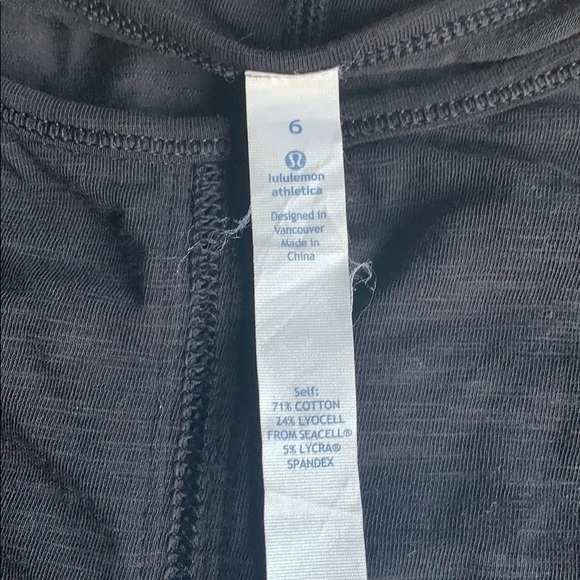 6
lululemon
athletica
Designed in
Vancouver
Made in
China
Self:
71% COTTON
24% LYOCELL
FROM SEACELL®
5% LYCRA®
SPANDEX